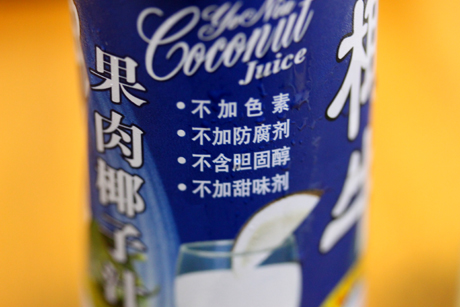 Coconut
Juice
•不加色素
•不加防腐剂
•不含胆固醇
•不加甜味剂
果肉椰子汁